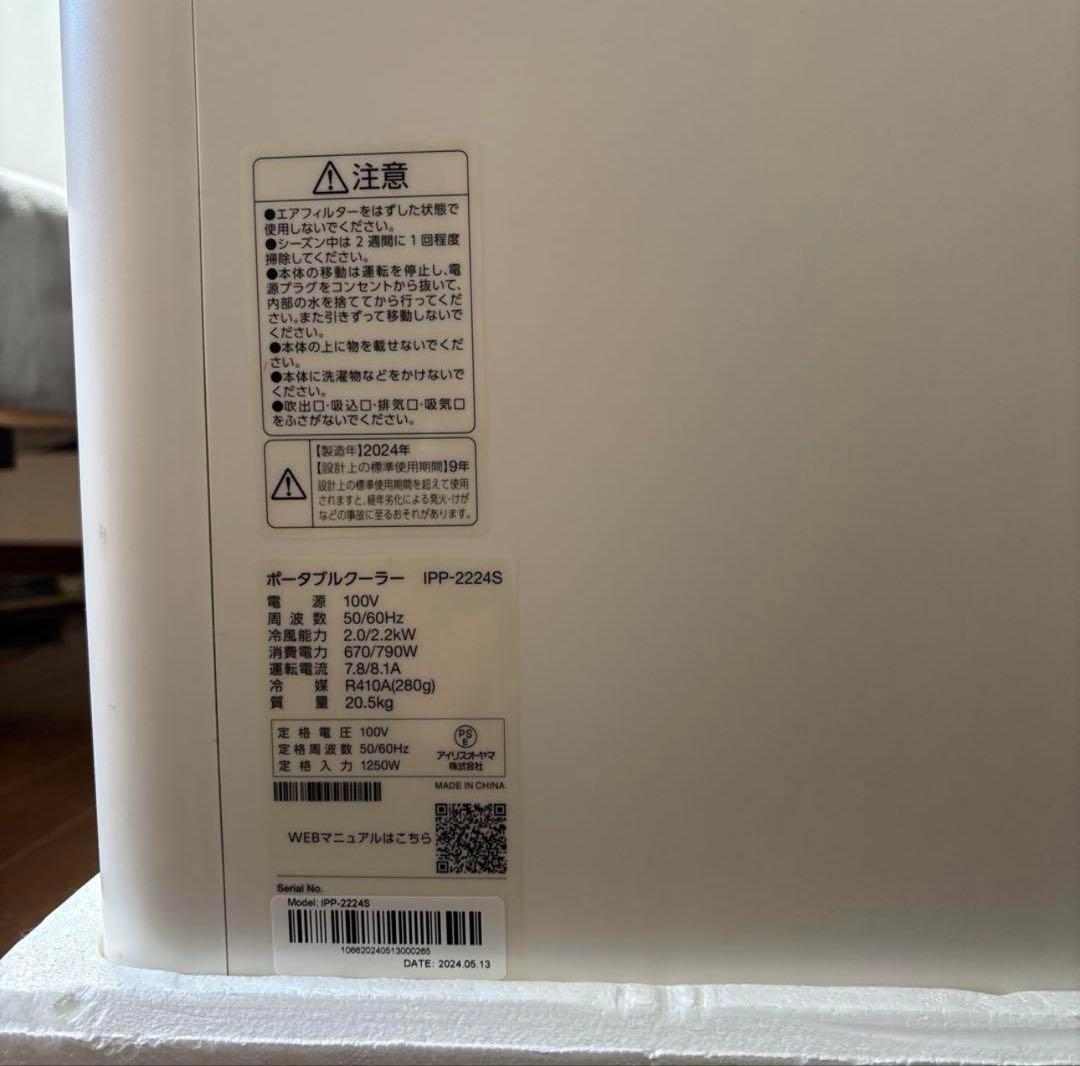 ⚠注意
●エアフィルターをはずした状態で
使用しないでください。
●シーズン中は2週間に1回程度
掃除してください。
●本体の移動は運転を停止し、電
源プラグをコンセントから抜いて、
内部の水を捨ててから行ってくだ
さい。また引きずって移動しないで
ください。
●本体の上に物を載せないでくだ
さい。
●本体に洗濯物などをかけないで
ください。
●吹出口・吸込口・排気口・吸気口
をふさがないでください。
【製造年】2024年
【設計上の標準使用期間】9年
設計上の標準使用期間を超えて使用
されますと、経年劣化による発火・けが
などの事故に至るおそれがあります。
ポータブルクーラー IPP-2224S
電源 100V
周波数 50/60Hz
冷風能力 2.0/2.2kW
消費電力 670/790W
運転電流 7.8/8.1A
冷媒 R410A(280g)
質量 20.5kg
定格電圧 100V
定格周波数 50/60Hz
定格入力 1250W
PSE
アイリスオーヤマ
株式会社
MADE IN CHINA
WEBマニュアルはこちら
Serial No.
Model: IPP-2224S
106620240513000265
DATE: 2024.05.13